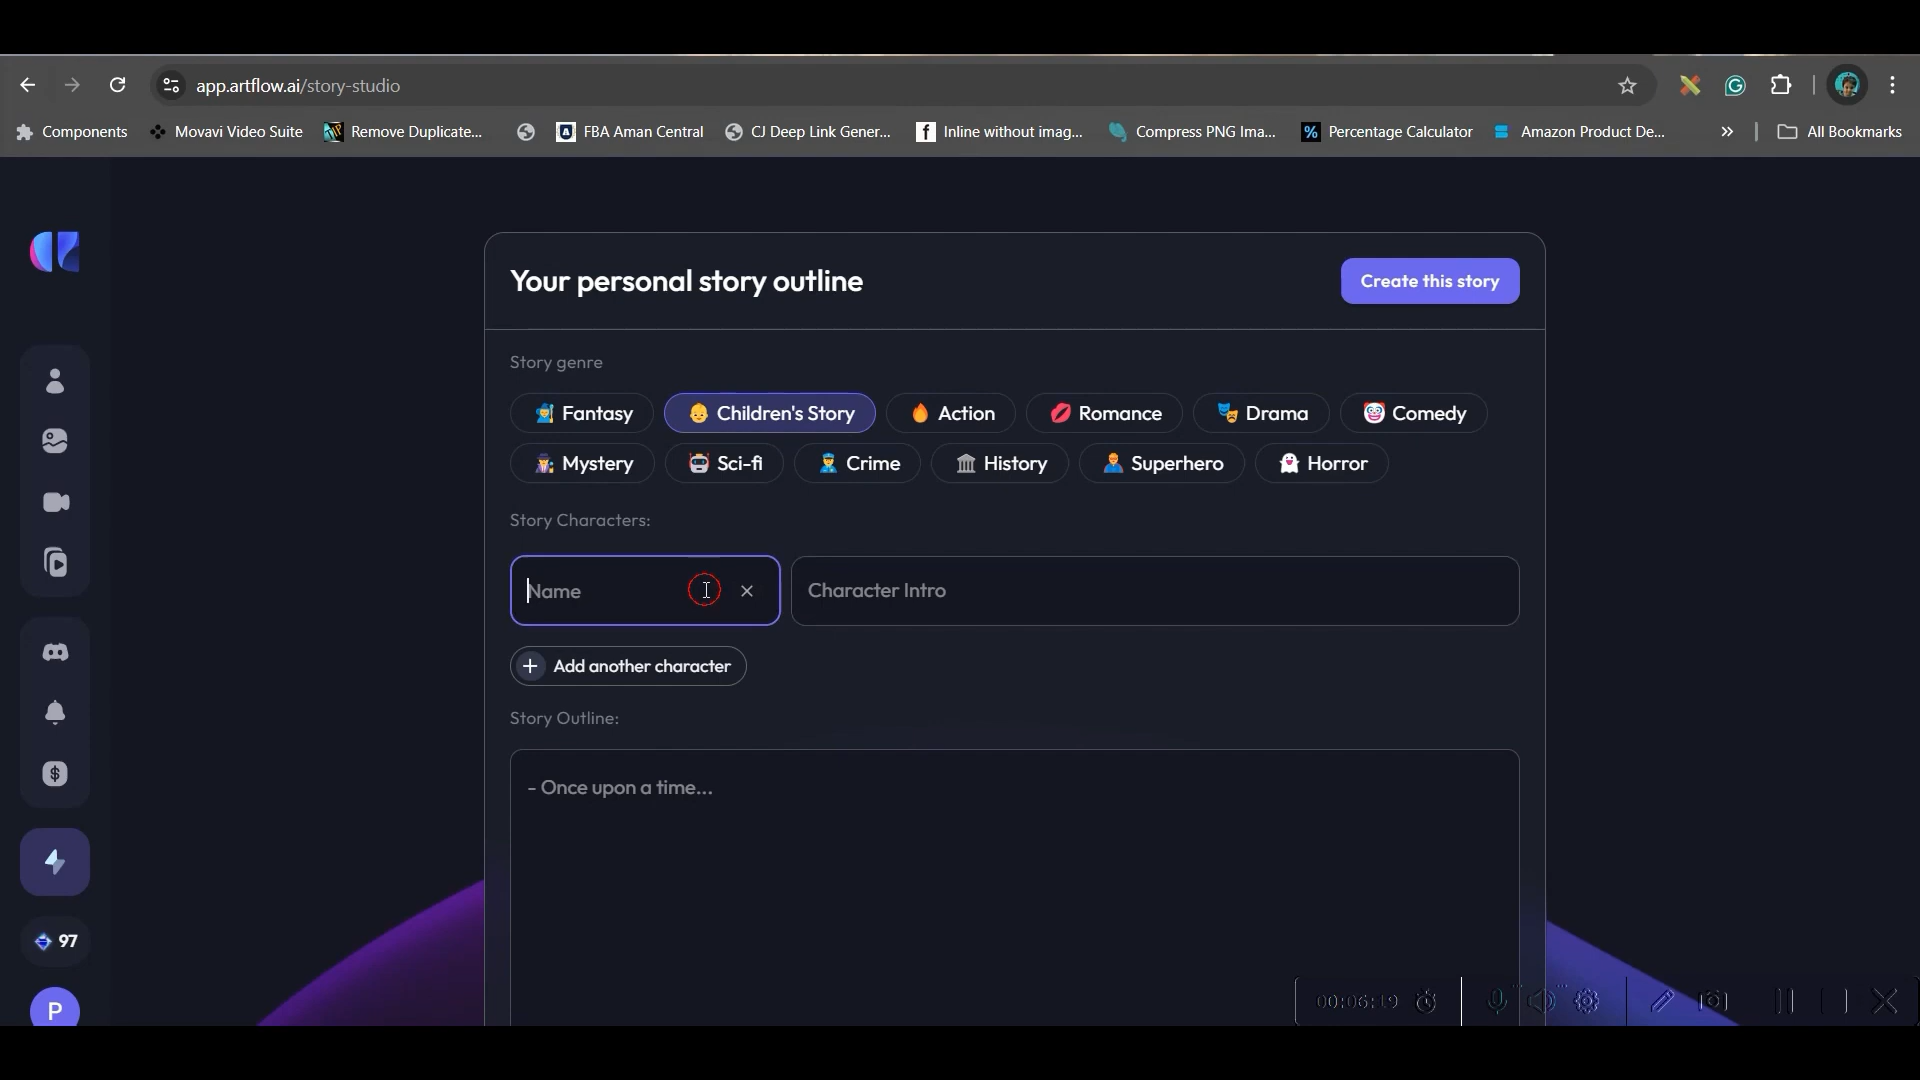 app.artflow.ai/story-studio
Components Movavi Video Suite Remove Duplicate... FBA Aman Central CJ Deep Link Gener... Inline without imag... Compress PNG Ima... Percentage Calculator Amazon Product De... » All Bookmarks
Your personal story outline
Create this story
Story genre
Fantasy Children's Story Action Romance Drama Comedy
Mystery Sci-fi Crime History Superhero Horror
Story Characters:
Name
Character Intro
+ Add another character
Story Outline:
- Once upon a time...
97
P
00:06:19